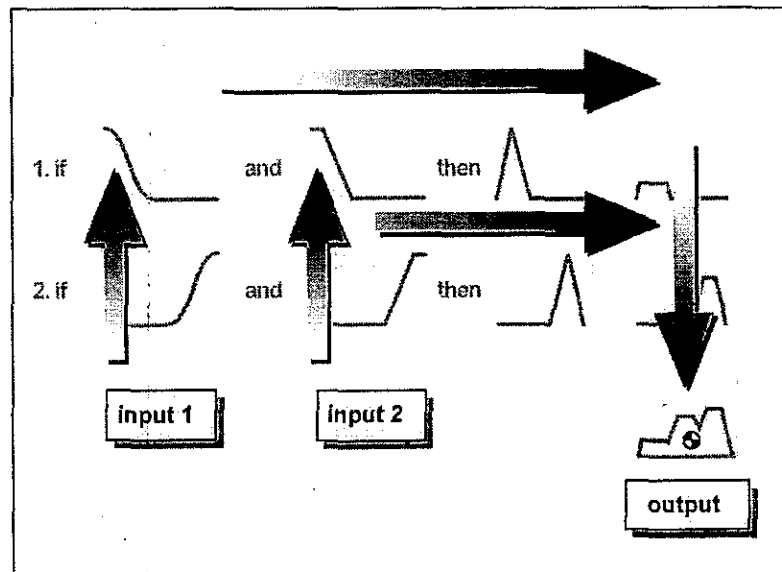 1. if and then
2. if and then
input 1 input 2
output